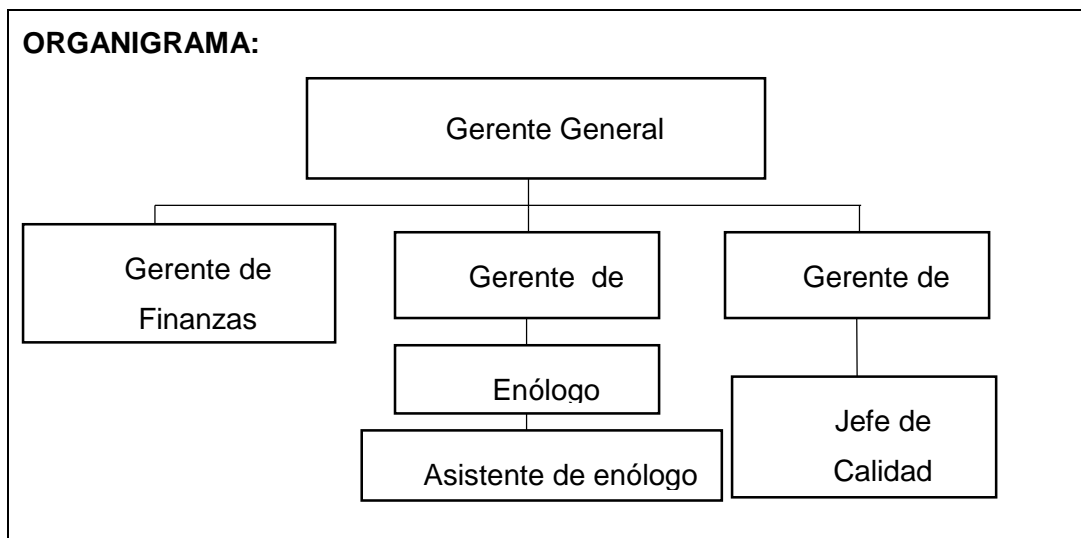 ORGANIGRAMA:
Gerente General
Gerente de
Finanzas
Gerente de
Gerente de
Enólogo
Asistente de enólogo
Jefe de
Calidad